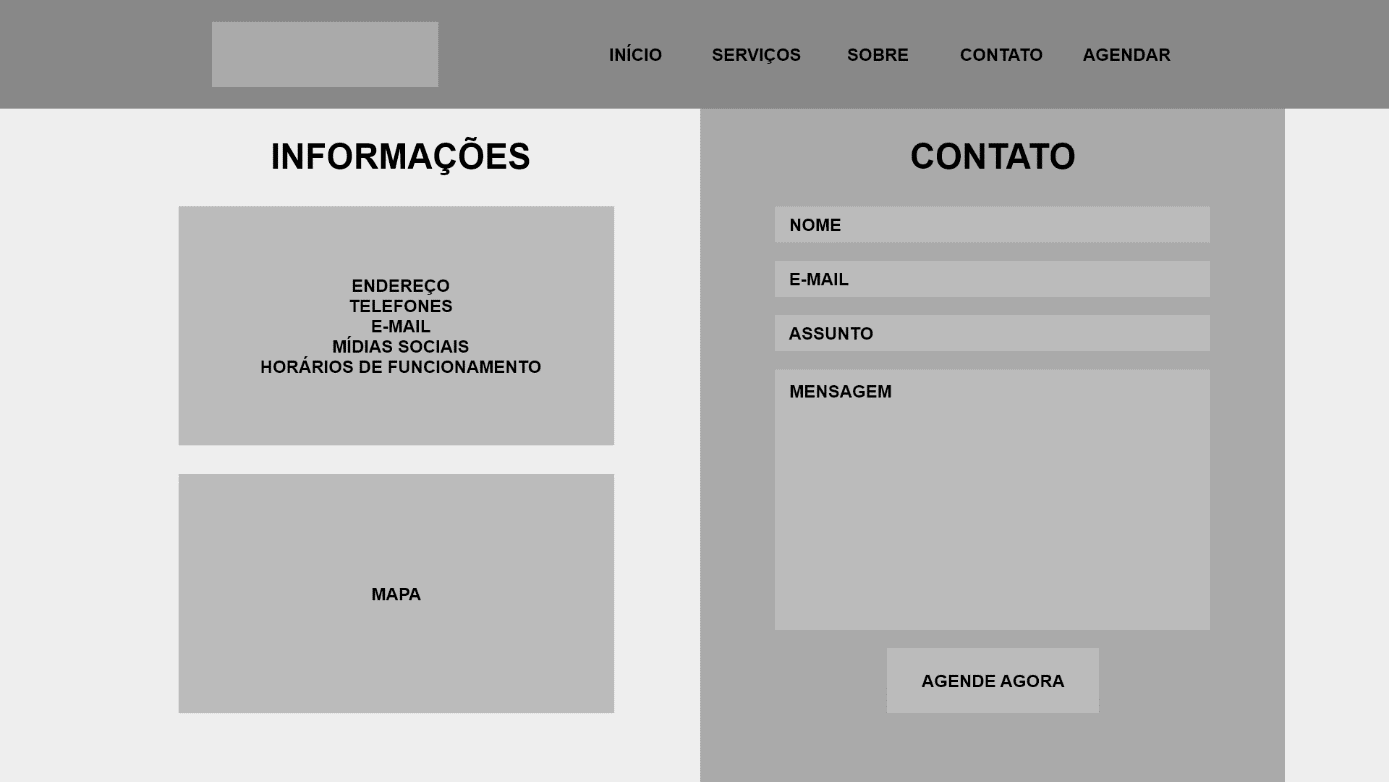 INÍCIO SERVIÇOS SOBRE CONTATO AGENDAR
INFORMAÇÕES
ENDEREÇO
TELEFONES
E-MAIL
MÍDIAS SOCIAIS
HORÁRIOS DE FUNCIONAMENTO
MAPA
CONTATO
NOME
E-MAIL
ASSUNTO
MENSAGEM
AGENDE AGORA